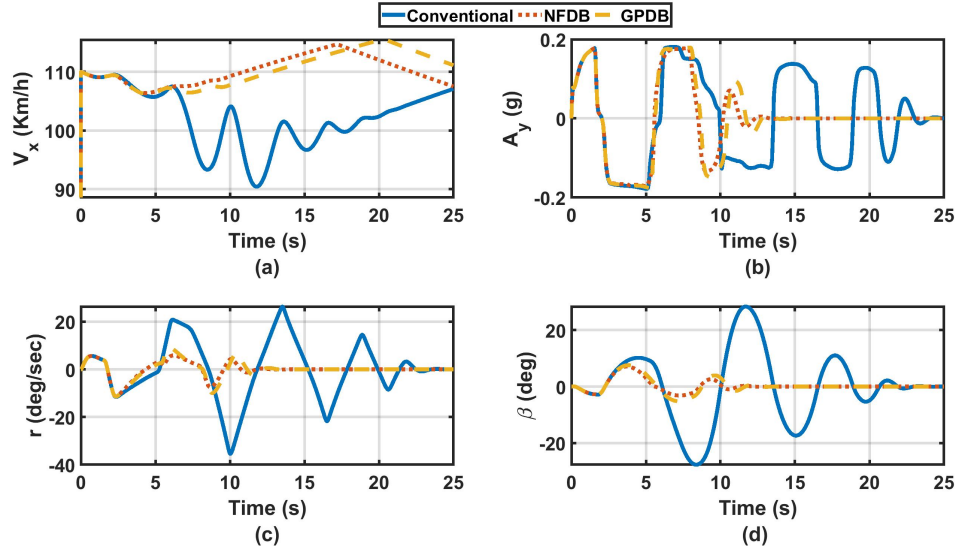 Conventional NFDB GPDB
110
100
90
V_x (Km/h)
0 5 10 15 20 25
Time (s)
(a)
0.2
0
-0.2
A_y (g)
0 5 10 15 20 25
Time (s)
(b)
20
0
-20
-40
r (deg/sec)
0 5 10 15 20 25
Time (s)
(c)
20
0
-20
β (deg)
0 5 10 15 20 25
Time (s)
(d)